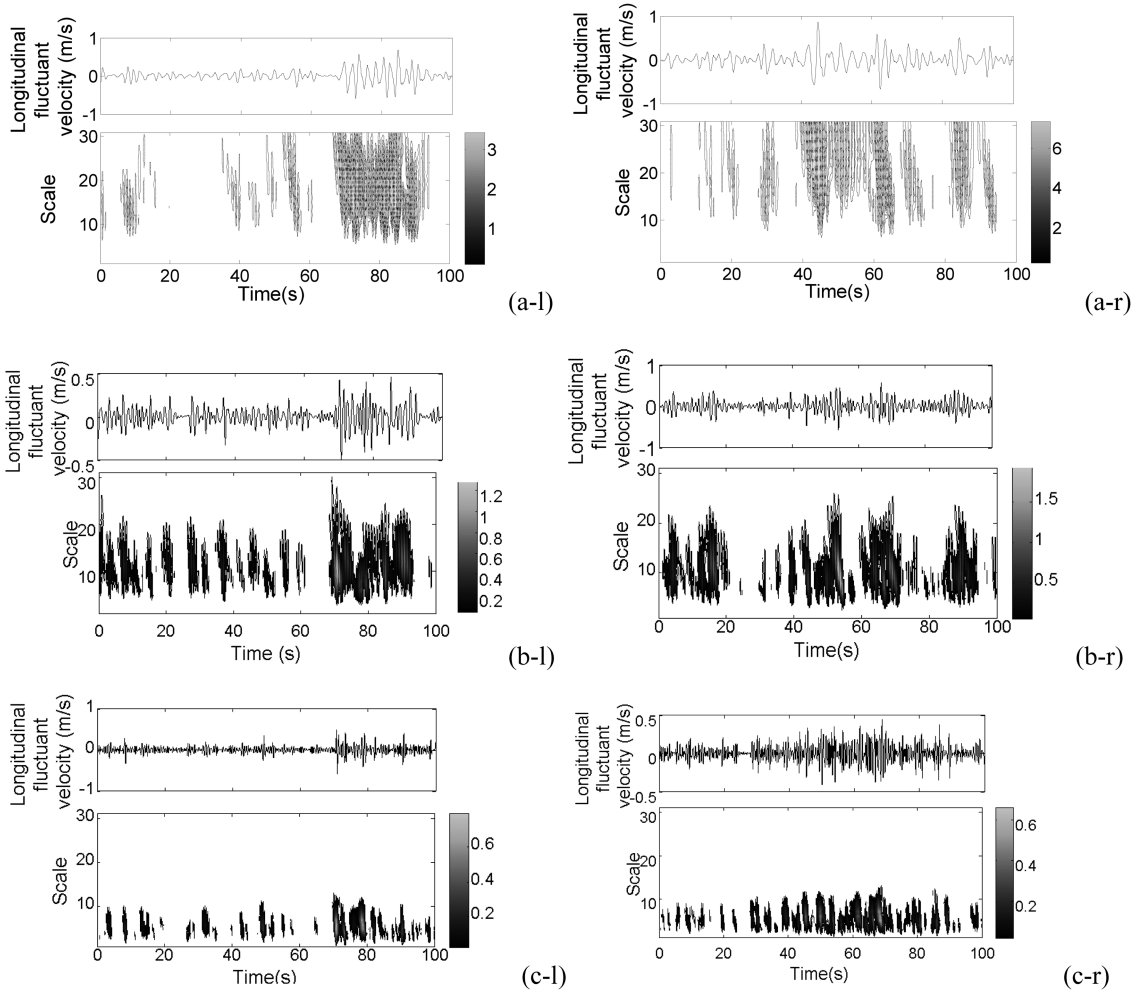 Longitudinal
fluctuant
velocity (m/s)
1
0
-1
Scale
30
20
10
0 20 40 60 80 100
Time(s)
3
2
1
(a-l)
Longitudinal
fluctuant
velocity (m/s)
1
0
-1
Scale
30
20
10
0 20 40 60 80 100
Time(s)
6
4
2
(a-r)
Longitudinal
fluctuant
velocity (m/s)
0.5
0
-0.5
Scale
30
20
10
0 20 40 60 80 100
Time (s)
1.2
1
0.8
0.6
0.4
0.2
(b-l)
Longitudinal
fluctuant
velocity (m/s)
1
0
-1
Scale
30
20
10
0 20 40 60 80 100
Time(s)
1.5
1
0.5
(b-r)
Longitudinal
fluctuant
velocity (m/s)
1
0
-1
Scale
30
20
10
0 20 40 60 80 100
Time(s)
0.6
0.4
0.2
(c-l)
Longitudinal
fluctuant
velocity (m/s)
0.5
0
-0.5
Scale
30
20
10
0 20 40 60 80 100
Time(s)
0.6
0.4
0.2
(c-r)